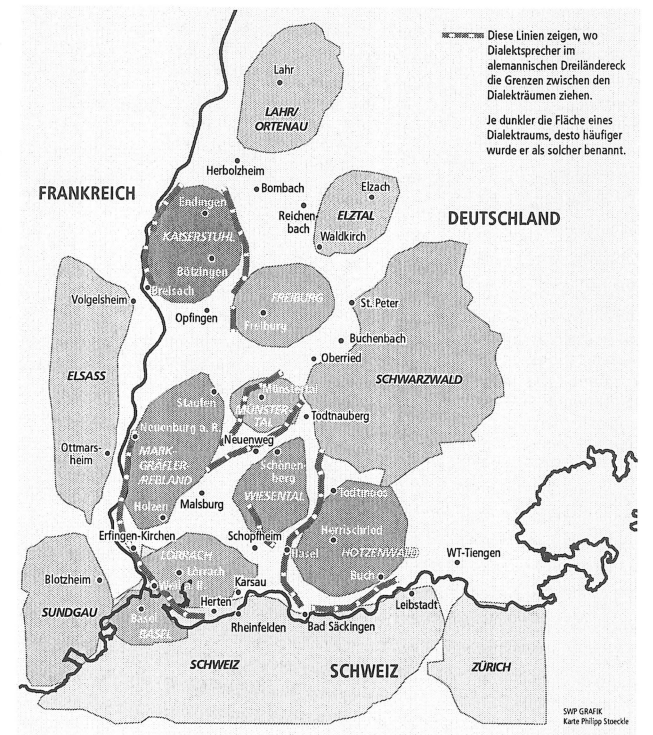 Diese Linien zeigen, wo
Dialektsprecher im
alemannischen Dreiländereck
die Grenzen zwischen den
Dialekträumen ziehen.
Je dunkler die Fläche eines
Dialektraums, desto häufiger
wurde er als solcher benannt.
Lahr
LAHR/
ORTENAU
Herbolzheim
FRANKREICH
Bombach
Elzach
Endingen
Reichen-
bach
ELZTAL
DEUTSCHLAND
KAISERSTUHL
Waldkirch
Bötzingen
Breisach
Volgelsheim
FREIBURG
St. Peter
Opfingen
Freiburg
Buchenbach
Oberried
ELSASS
SCHWARZWALD
Staufen
Münstertal
MÜNSTER-
TAL
Todtnauberg
Neuenburg a. R.
Neuenweg
Ottmars-
heim
MARK-
GRÄFLER-
REBLAND
Schönen-
berg
Malsburg
WIESENTAL
Todtmoos
Holzen
Erfingen-Kirchen
Schopfheim
Herrischried
LÖRRACH
Hasel
HOTZENWALD
WT-Tiengen
Blotzheim
Lörrach
Weil a. R.
Karsau
Buch
SUNDGAU
Basel
BASEL
Herten
Leibstadt
Rheinfelden
Bad Säckingen
SCHWEIZ
SCHWEIZ
ZÜRICH
SWP GRAFIK
Karte Philipp Stoeckle